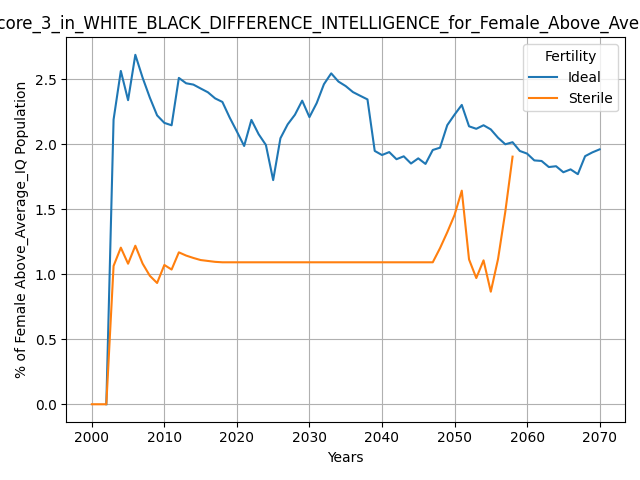 core_3_in_WHITE_BLACK_DIFFERENCE_INTELLIGENCE_for_Female_Above_Ave
Fertility
Ideal
Sterile
% of Female Above_Average_IQ Population
2.5
2.0
1.5
1.0
0.5
0.0
2000 2010 2020 2030 2040 2050 2060 2070
Years